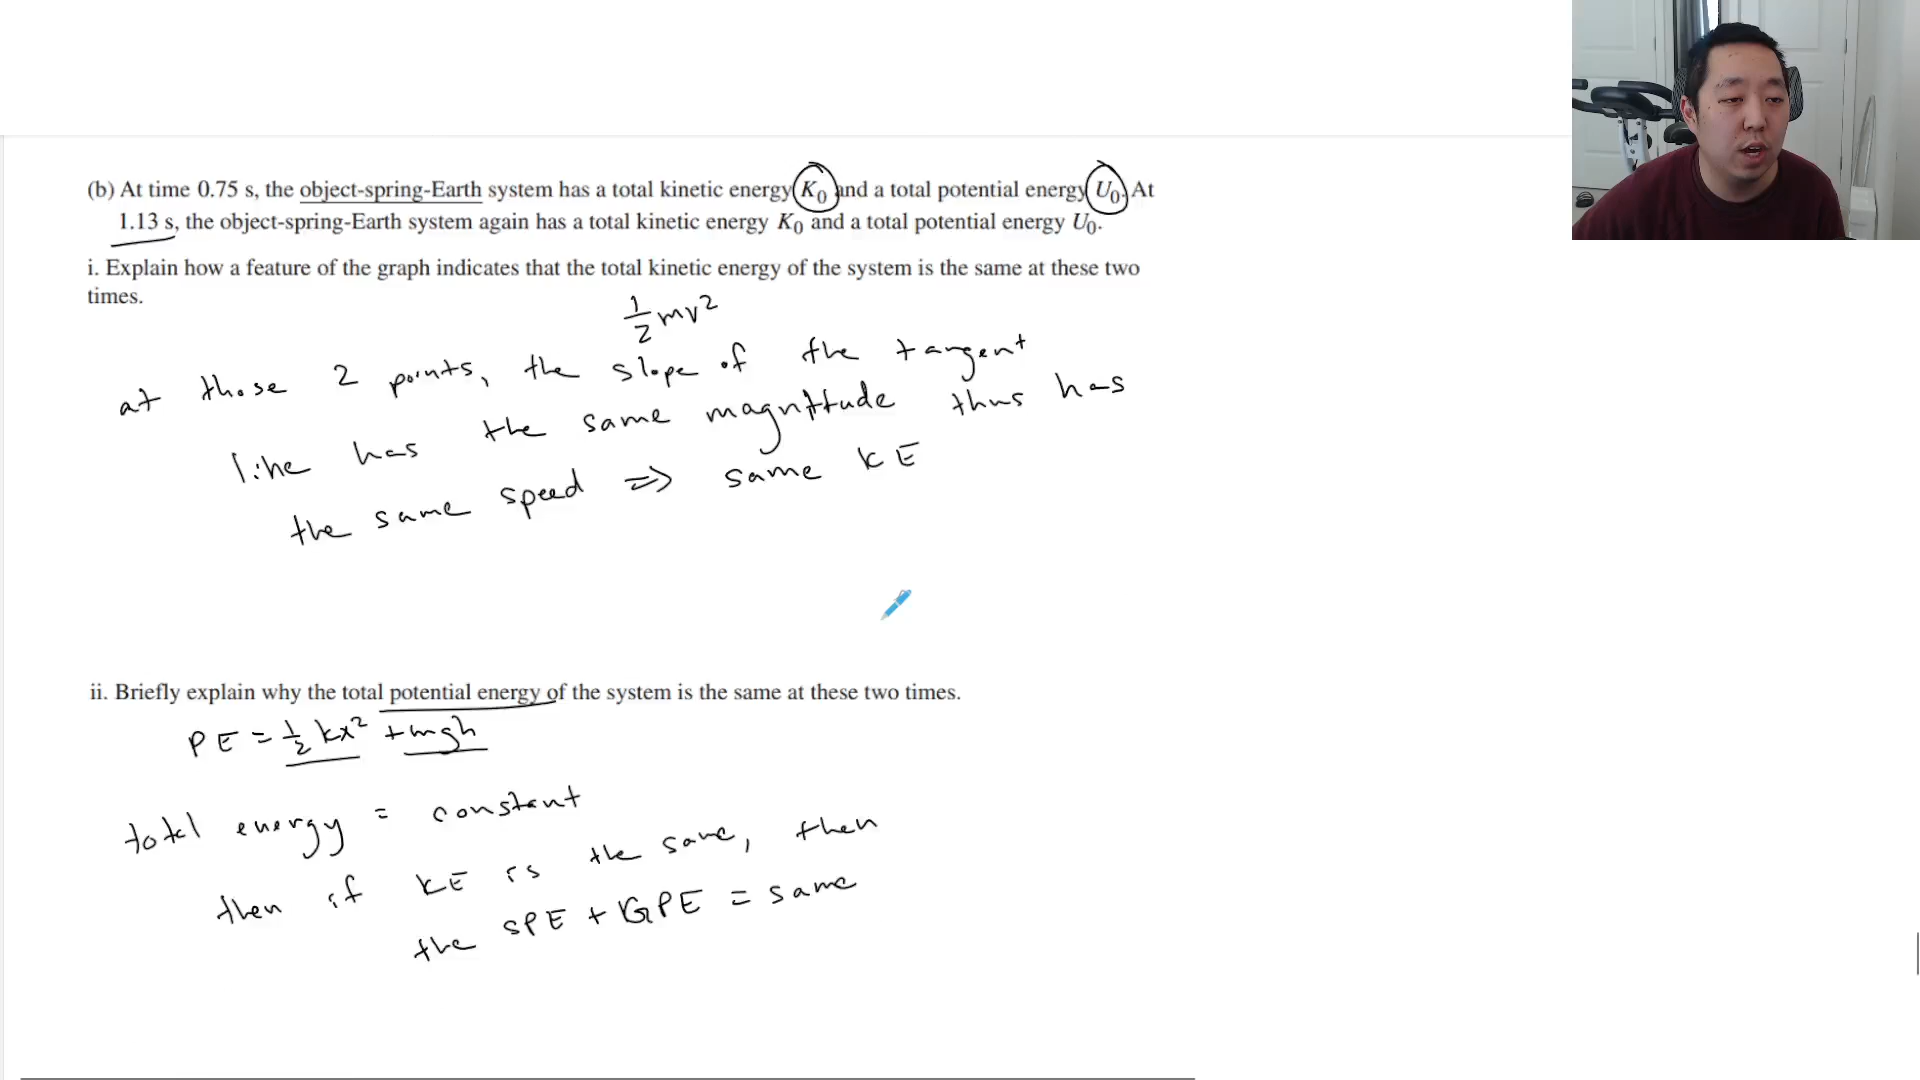 (b) At time 0.75 s, the object-spring-Earth system has a total kinetic energy K₀ and a total potential energy U₀. At
1.13 s, the object-spring-Earth system again has a total kinetic energy K₀ and a total potential energy U₀.
i. Explain how a feature of the graph indicates that the total kinetic energy of the system is the same at these two
times.
½mv²
at those 2 points, the slope of the tangent
line has the same magnitude thus has
the same speed => same KE
ii. Briefly explain why the total potential energy of the system is the same at these two times.
PE = ½kx² + mgh
total energy = constant
then if KE is the same, then
the SPE + GPE = same